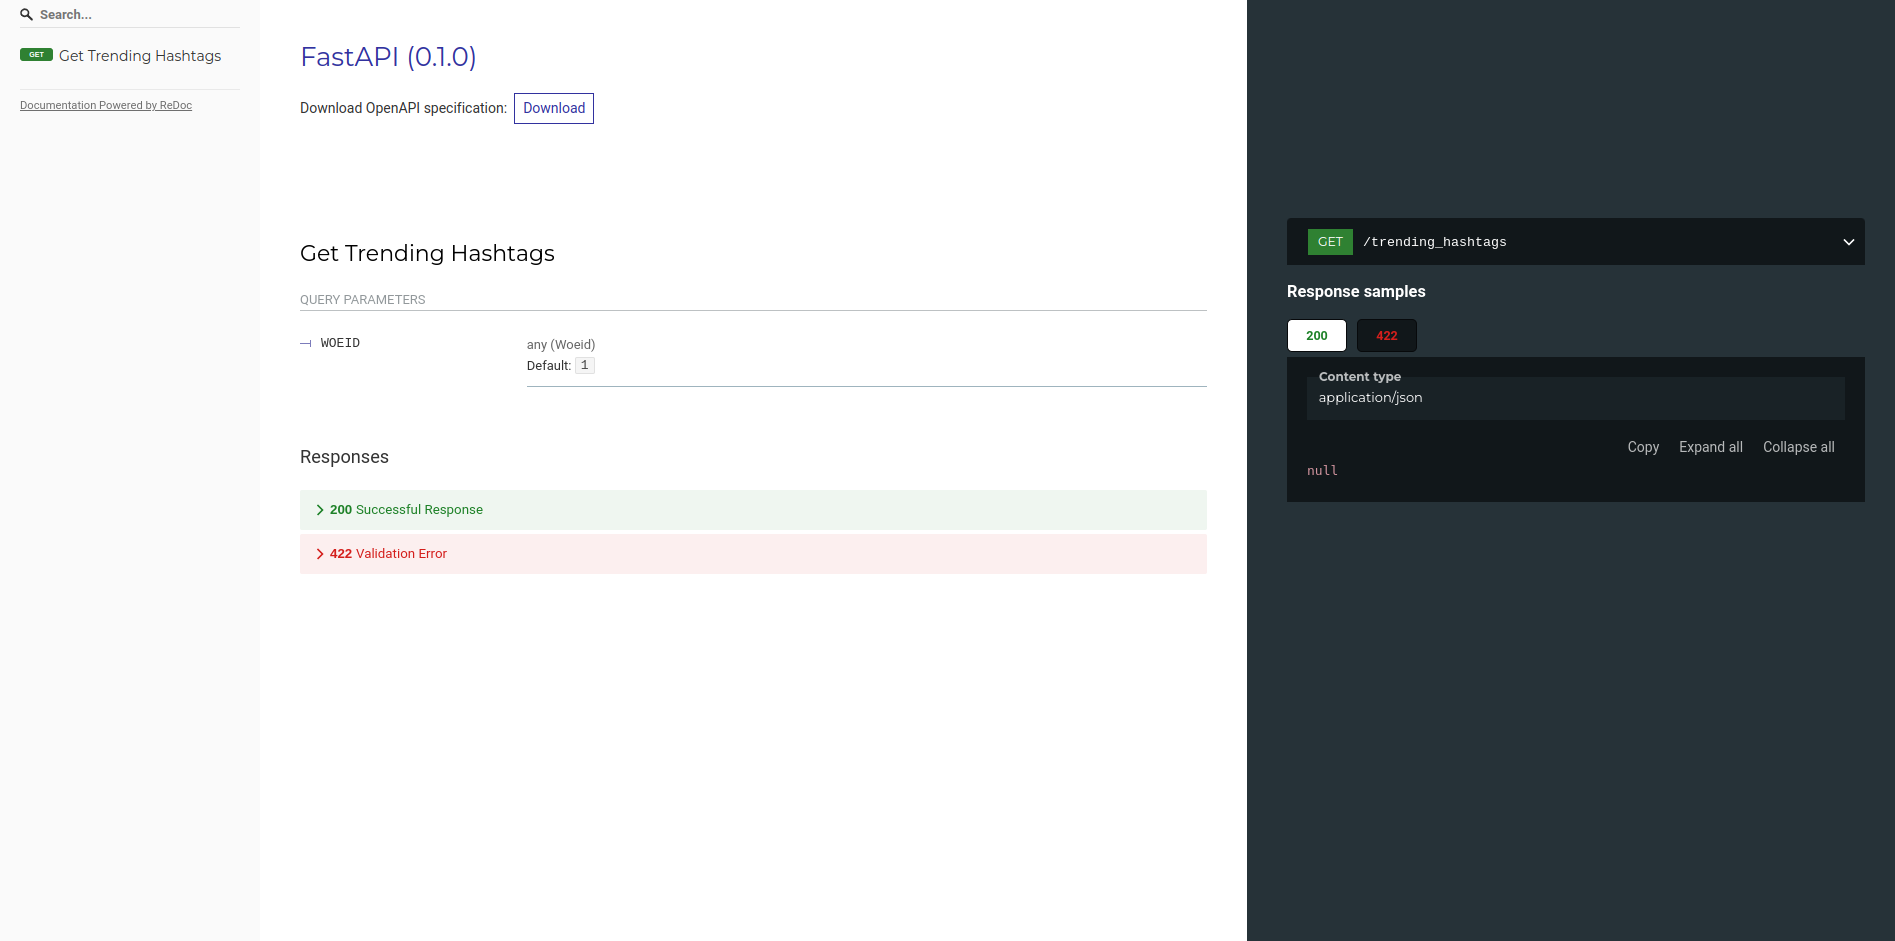 Search...
GET Get Trending Hashtags
Documentation Powered by ReDoc
FastAPI (0.1.0)
Download OpenAPI specification: Download
Get Trending Hashtags
QUERY PARAMETERS
WOEID
any (Woeid)
Default: 1
Responses
200 Successful Response
422 Validation Error
GET /trending_hashtags
Response samples
200 422
Content type
application/json
Copy Expand all Collapse all
null